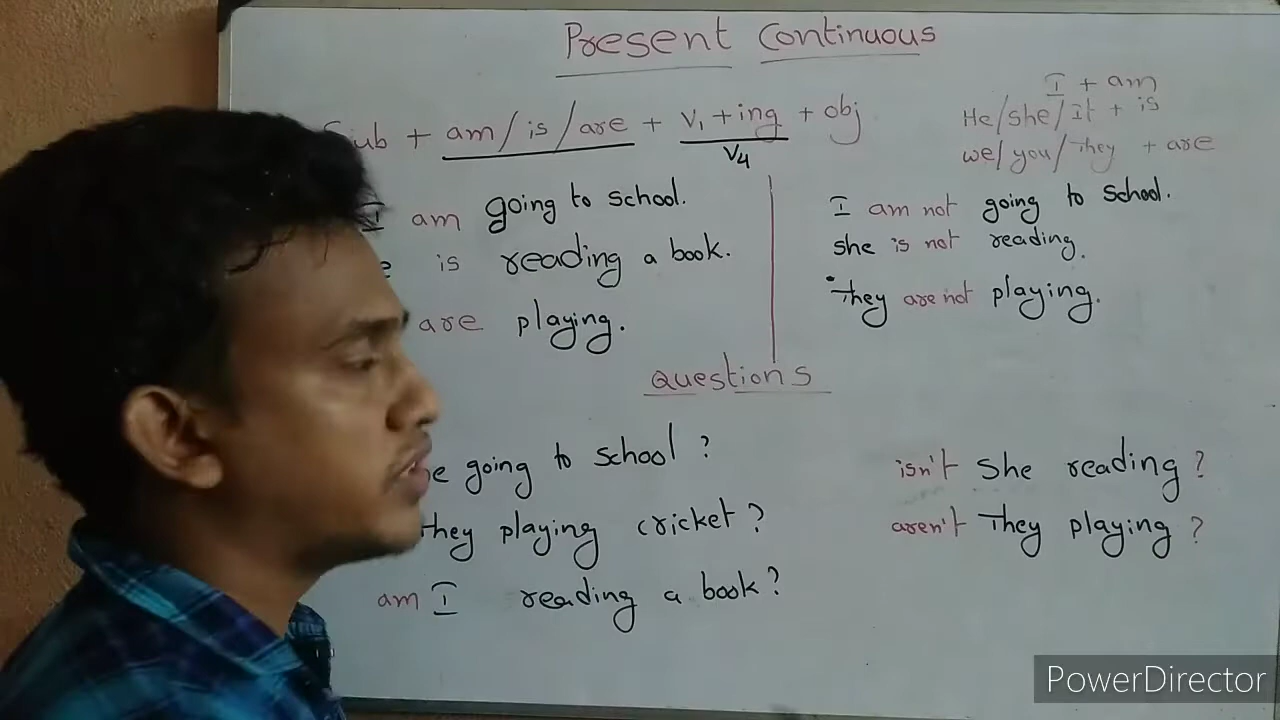 Present Continuous
Sub + am/is/are + V1+ing + obj
V4
I + am
He/she/It + is
we/you/They + are
I am going to school.
is reading a book.
are playing.
I am not going to school.
she is not reading.
They are not playing.
Questions
going to school?
they playing cricket?
am I reading a book?
isn't she reading?
aren't They playing?
PowerDirector